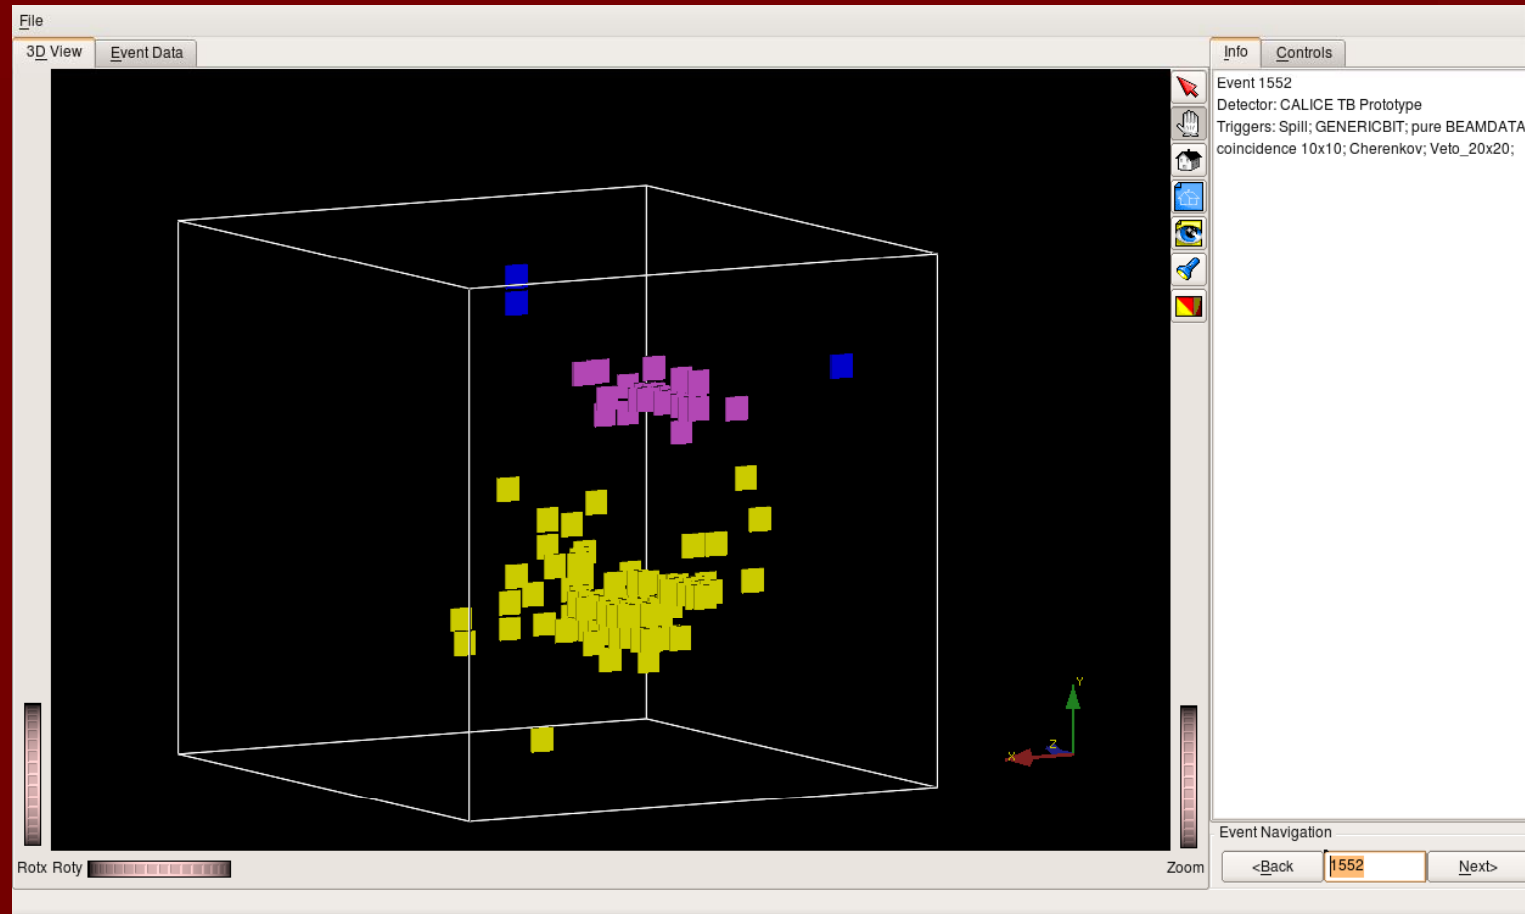 File
3D View Event Data
Info Controls
Event 1552
Detector: CALICE TB Prototype
Triggers: Spill; GENERICBIT; pure BEAMDATA
coincidence 10x10; Cherenkov; Veto_20x20;
Y
Z
X
Event Navigation
Rotx Roty
Zoom
<Back 1552 Next>